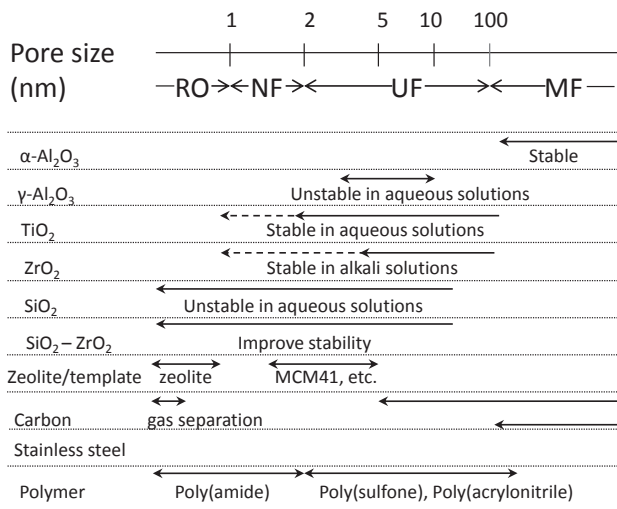 1 2 5 10 100
Pore size
(nm)
RO NF UF MF
α-Al₂O₃ Stable
γ-Al₂O₃ Unstable in aqueous solutions
TiO₂ Stable in aqueous solutions
ZrO₂ Stable in alkali solutions
SiO₂ Unstable in aqueous solutions
SiO₂ – ZrO₂ Improve stability
Zeolite/template zeolite MCM41, etc.
Carbon gas separation
Stainless steel
Polymer Poly(amide) Poly(sulfone), Poly(acrylonitrile)